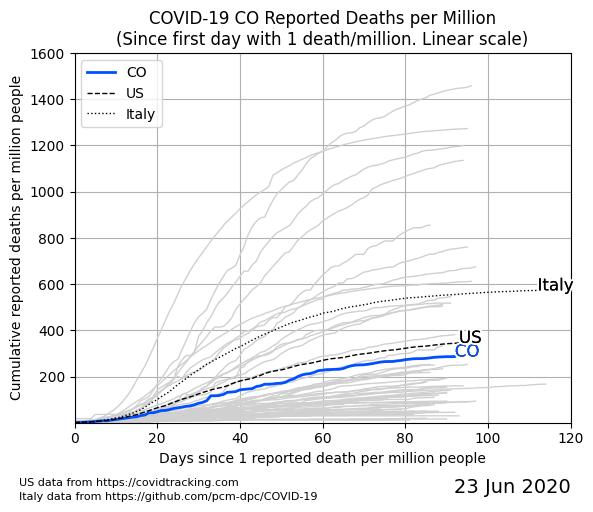 COVID-19 CO Reported Deaths per Million
(Since first day with 1 death/million. Linear scale)
Cumulative reported deaths per million people
1600
1400
1200
1000
800
600
400
200
CO
US
Italy
Italy
US
CO
0
20
40
60
80
100
120
Days since 1 reported death per million people
US data from https://covidtracking.com
Italy data from https://github.com/pcm-dpc/COVID-19
23 Jun 2020